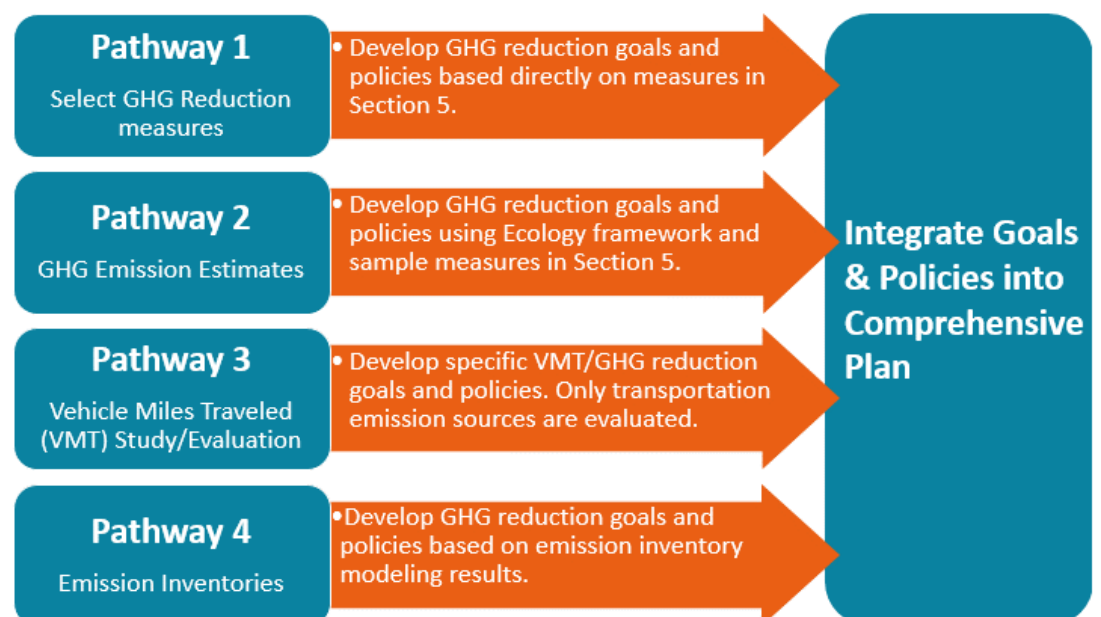 Pathway 1
Select GHG Reduction
measures
• Develop GHG reduction goals and
policies based directly on measures in
Section 5.
Pathway 2
GHG Emission Estimates
• Develop GHG reduction goals and
policies using Ecology framework and
sample measures in Section 5.
Pathway 3
Vehicle Miles Traveled
(VMT) Study/Evaluation
• Develop specific VMT/GHG reduction
goals and policies. Only transportation
emission sources are evaluated.
Pathway 4
Emission Inventories
•Develop GHG reduction goals and
policies based on emission inventory
modeling results.
Integrate Goals
& Policies into
Comprehensive
Plan